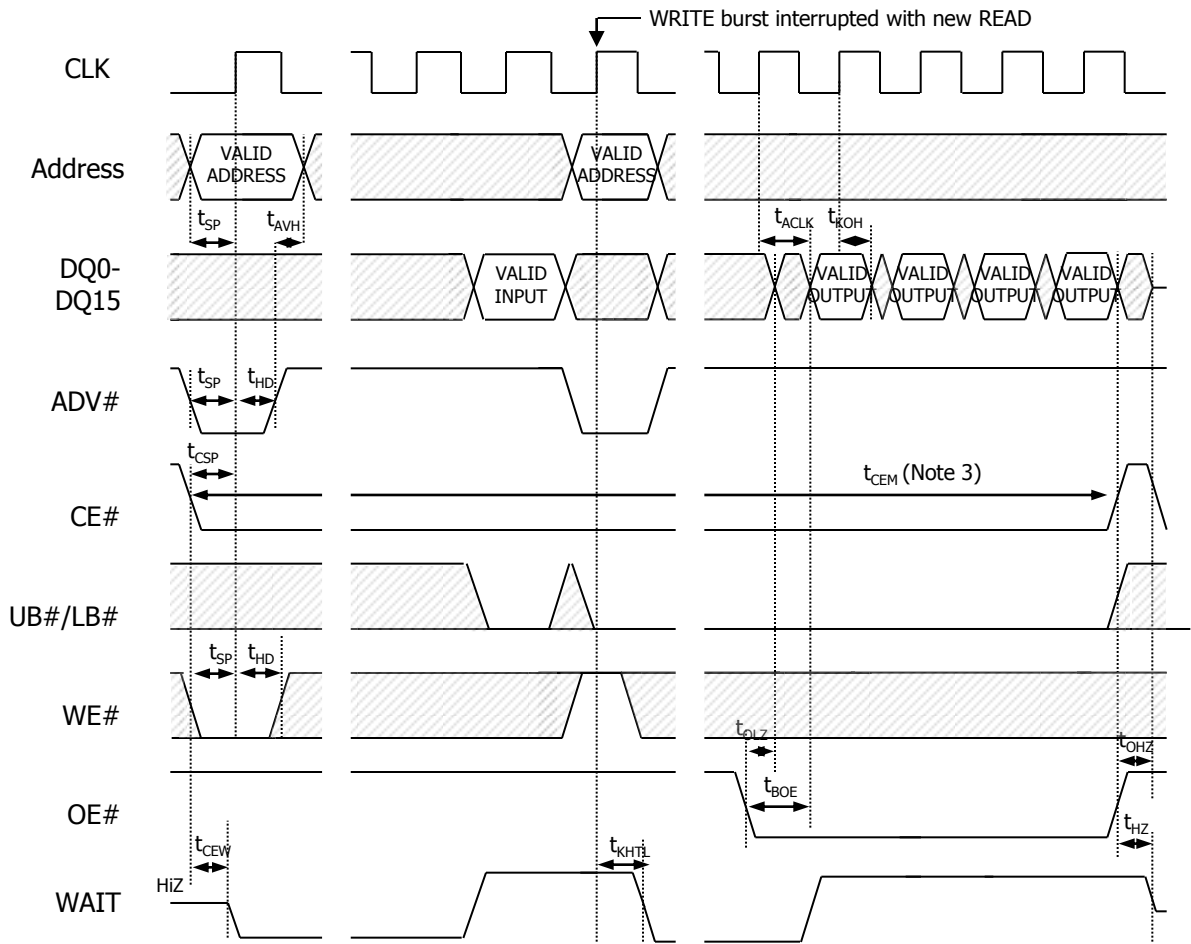 WRITE burst interrupted with new READ
CLK
Address
VALID
ADDRESS
VALID
ADDRESS
tSP
tAVH
tACLK
tKOH
DQ0-
DQ15
VALID
INPUT
VALID
OUTPUT
VALID
OUTPUT
VALID
OUTPUT
VALID
OUTPUT
ADV#
tSP
tHD
tCSP
CE#
tCEM (Note 3)
UB#/LB#
tSP
tHD
WE#
tOLZ
tOHZ
OE#
tBOE
tHZ
tCEW
tKHTL
HiZ
WAIT